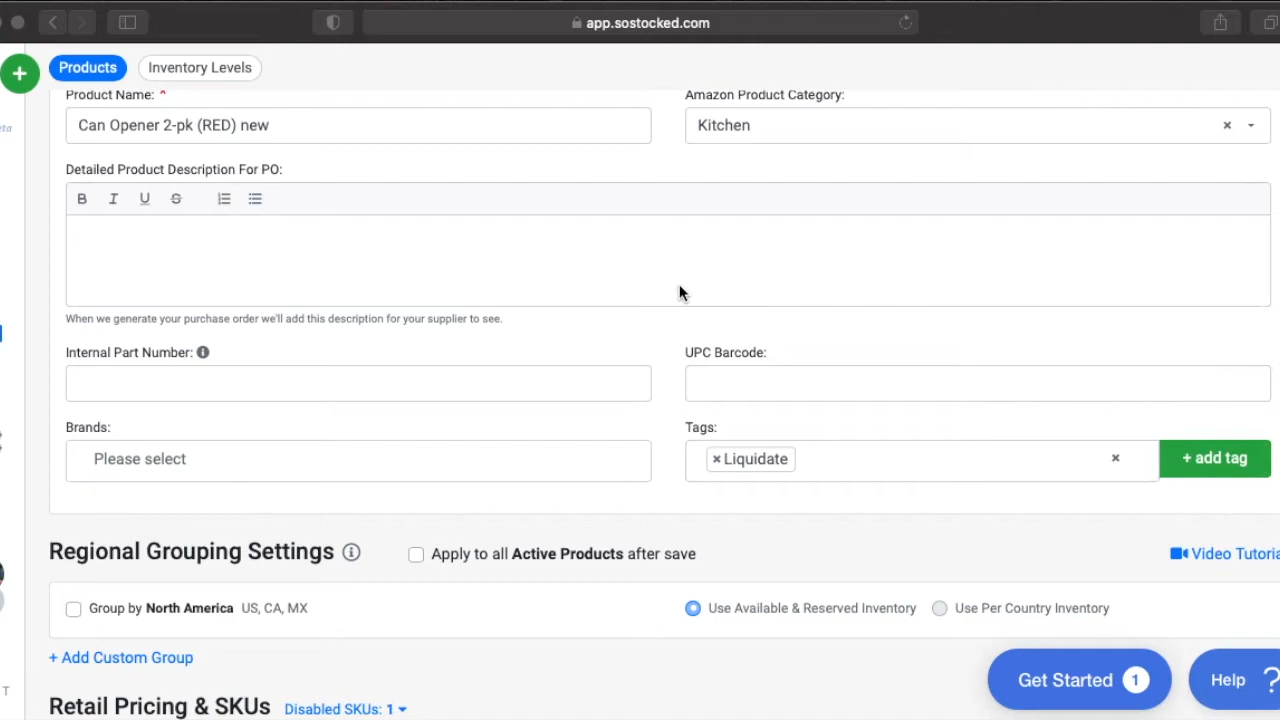 app.sostocked.com
+
Products
Inventory Levels
eta
Product Name: *
Amazon Product Category:
Can Opener 2-pk (RED) new
Kitchen
×
Detailed Product Description For PO:
B I U S
When we generate your purchase order we'll add this description for your supplier to see.
Internal Part Number:
UPC Barcode:
Brands:
Tags:
Please select
× Liquidate
×
+ add tag
Regional Grouping Settings
Apply to all Active Products after save
Video Tutoria
Group by North America US, CA, MX
Use Available & Reserved Inventory
Use Per Country Inventory
+ Add Custom Group
Get Started 1
Help ?
T
Retail Pricing & SKUs
Disabled SKUs: 1